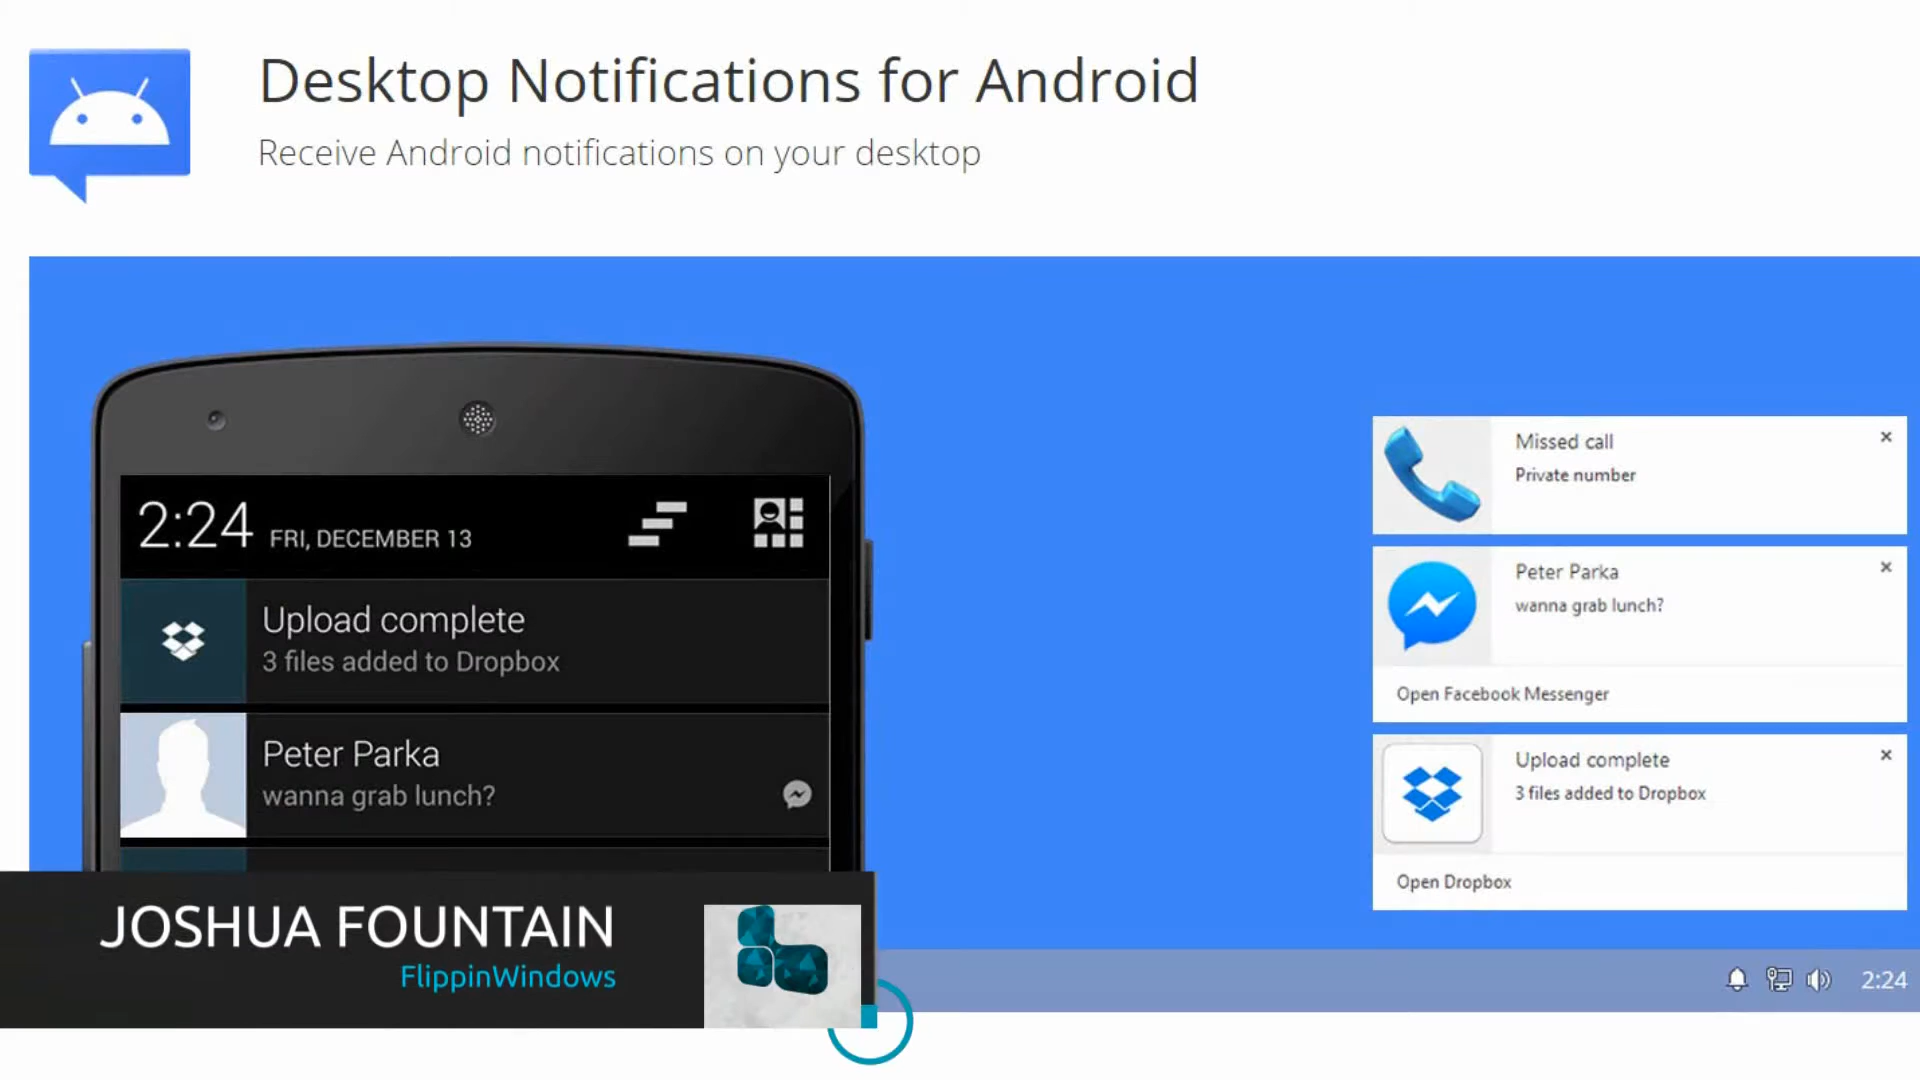 Desktop Notifications for Android
Receive Android notifications on your desktop
2:24 FRI, DECEMBER 13
Upload complete
3 files added to Dropbox
Peter Parka
wanna grab lunch?
Missed call
Private number
Peter Parka
wanna grab lunch?
Open Facebook Messenger
Upload complete
3 files added to Dropbox
Open Dropbox
JOSHUA FOUNTAIN
FlippinWindows
2:24